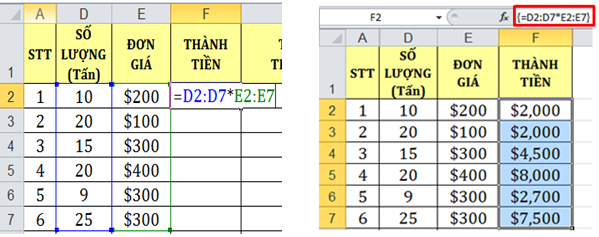 A D E F
STT SỐ LƯỢNG (Tấn) ĐƠN GIÁ THÀNH TIỀN
1
2 1 10 $200 =D2:D7*E2:E7
3 2 20 $100
4 3 15 $300
5 4 20 $400
6 5 9 $300
7 6 25 $300
F2 fx {=D2:D7*E2:E7}
A D E F
STT SỐ LƯỢNG (Tấn) ĐƠN GIÁ THÀNH TIỀN
1
2 1 10 $200 $2,000
3 2 20 $100 $2,000
4 3 15 $300 $4,500
5 4 20 $400 $8,000
6 5 9 $300 $2,700
7 6 25 $300 $7,500